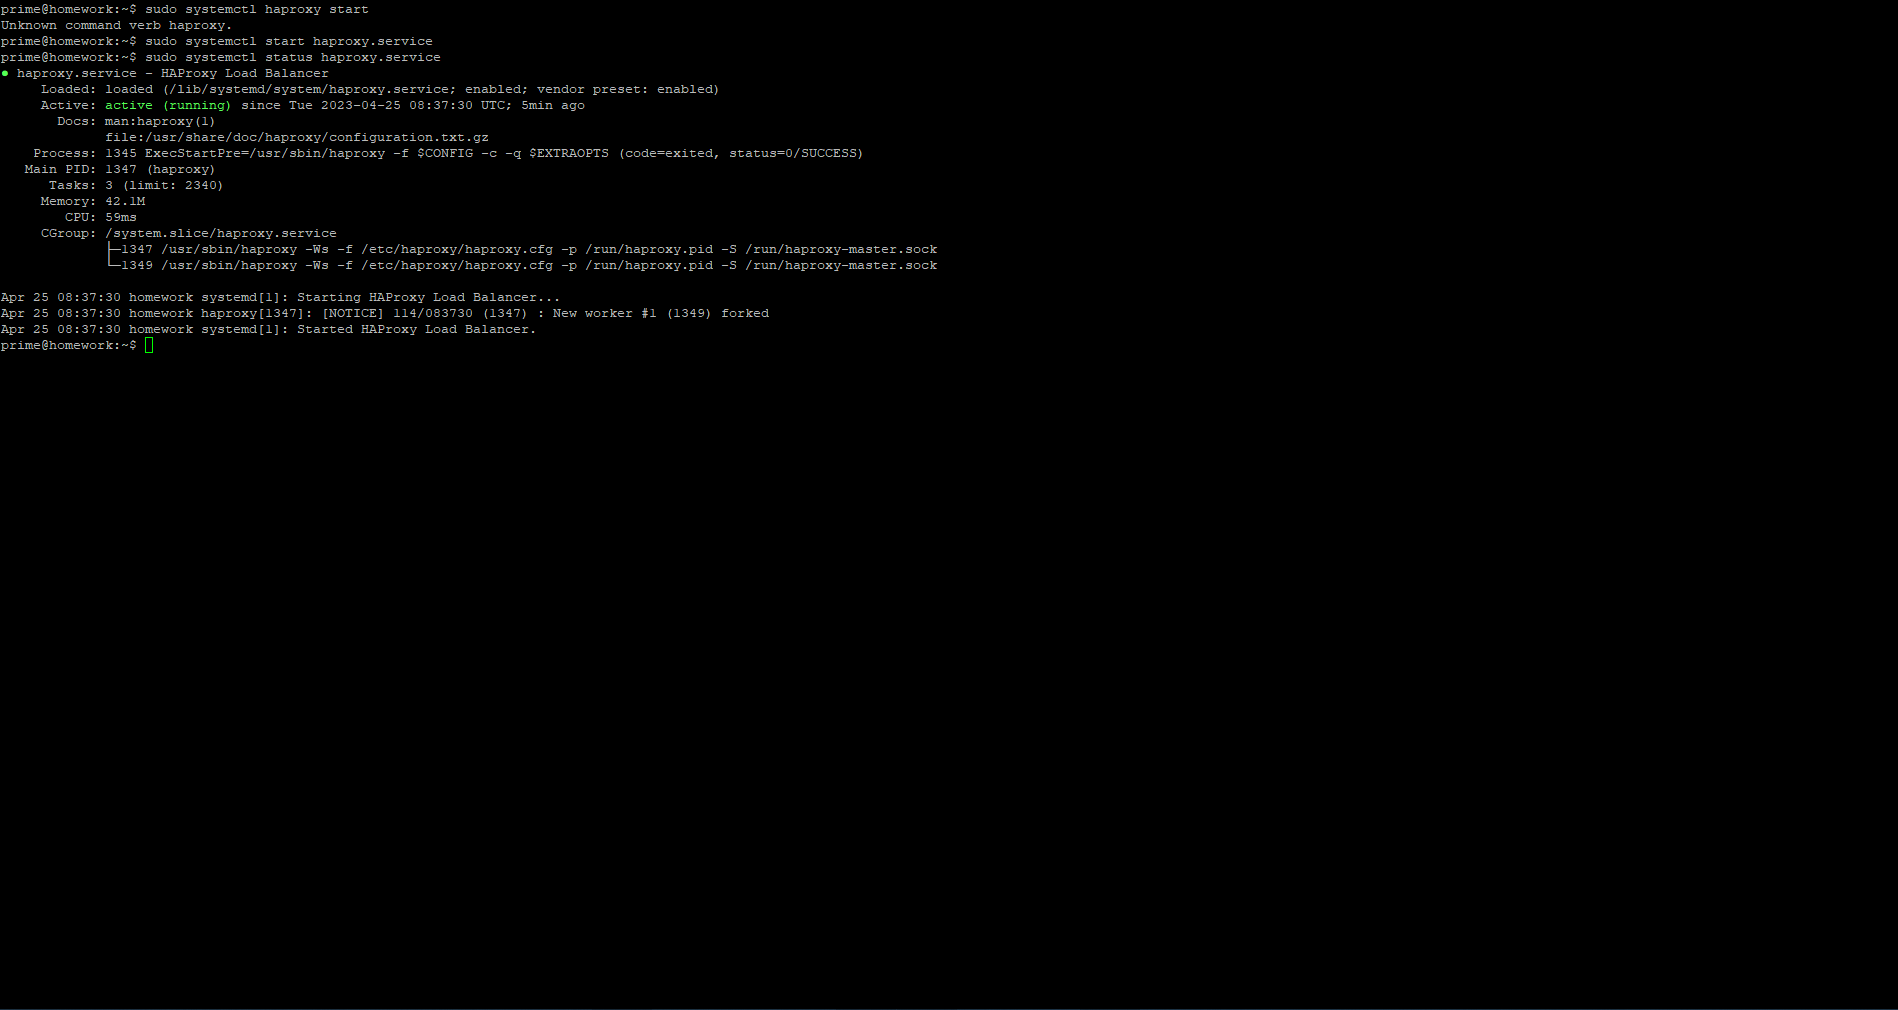 prime@homework:~$ sudo systemctl haproxy start
Unknown command verb haproxy.
prime@homework:~$ sudo systemctl start haproxy.service
prime@homework:~$ sudo systemctl status haproxy.service
● haproxy.service - HAProxy Load Balancer
     Loaded: loaded (/lib/systemd/system/haproxy.service; enabled; vendor preset: enabled)
     Active: active (running) since Tue 2023-04-25 08:37:30 UTC; 5min ago
       Docs: man:haproxy(1)
             file:/usr/share/doc/haproxy/configuration.txt.gz
    Process: 1345 ExecStartPre=/usr/sbin/haproxy -f $CONFIG -c -q $EXTRAOPTS (code=exited, status=0/SUCCESS)
   Main PID: 1347 (haproxy)
      Tasks: 3 (limit: 2340)
     Memory: 42.1M
        CPU: 59ms
     CGroup: /system.slice/haproxy.service
             ├─1347 /usr/sbin/haproxy -Ws -f /etc/haproxy/haproxy.cfg -p /run/haproxy.pid -S /run/haproxy-master.sock
             └─1349 /usr/sbin/haproxy -Ws -f /etc/haproxy/haproxy.cfg -p /run/haproxy.pid -S /run/haproxy-master.sock

Apr 25 08:37:30 homework systemd[1]: Starting HAProxy Load Balancer...
Apr 25 08:37:30 homework haproxy[1347]: [NOTICE] 114/083730 (1347) : New worker #1 (1349) forked
Apr 25 08:37:30 homework systemd[1]: Started HAProxy Load Balancer.
prime@homework:~$